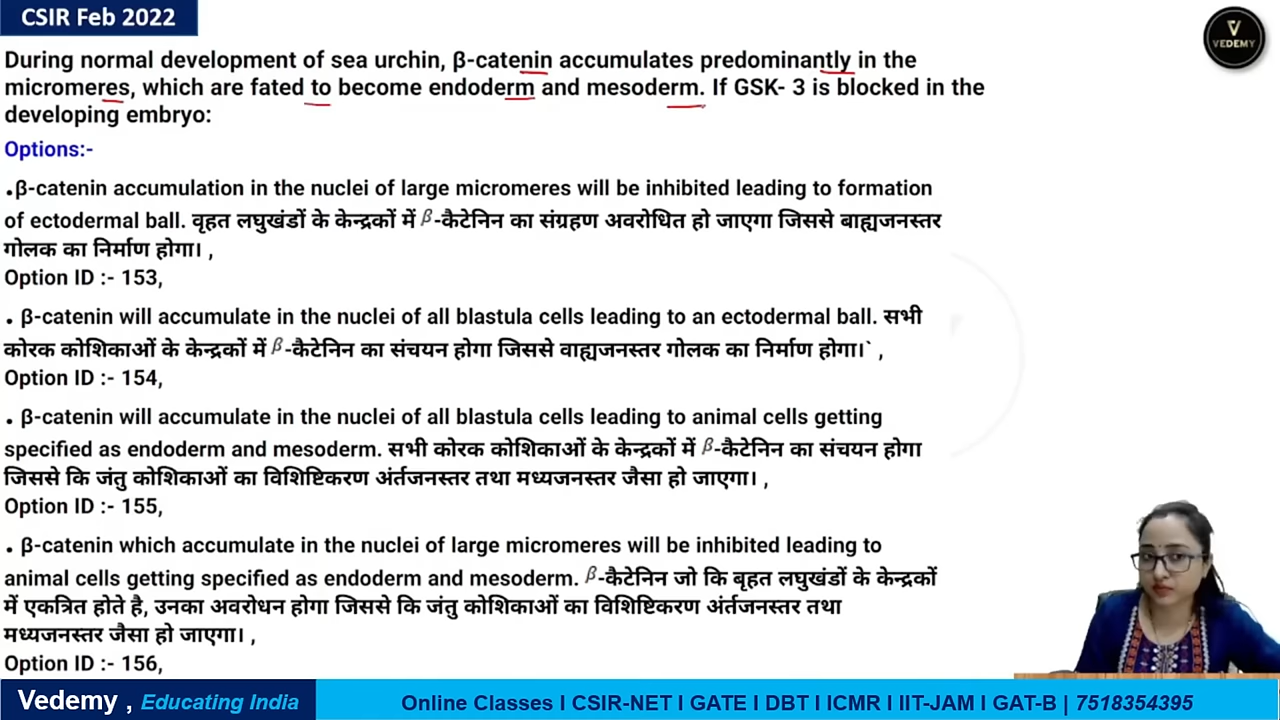 CSIR Feb 2022
VEDEMY
During normal development of sea urchin, β-catenin accumulates predominantly in the
micromeres, which are fated to become endoderm and mesoderm. If GSK- 3 is blocked in the
developing embryo:
Options:-
.β-catenin accumulation in the nuclei of large micromeres will be inhibited leading to formation
of ectodermal ball. वृहत लघुखंडों के केन्द्रकों में β-कैटेनिन का संग्रहण अवरोधित हो जाएगा जिससे बाह्यजनस्तर
गोलक का निर्माण होगा। ,
Option ID :- 153,
. β-catenin will accumulate in the nuclei of all blastula cells leading to an ectodermal ball. सभी
कोरक कोशिकाओं के केन्द्रकों में β-कैटेनिन का संचयन होगा जिससे वाह्यजनस्तर गोलक का निर्माण होगा।` ,
Option ID :- 154,
. β-catenin will accumulate in the nuclei of all blastula cells leading to animal cells getting
specified as endoderm and mesoderm. सभी कोरक कोशिकाओं के केन्द्रकों में β-कैटेनिन का संचयन होगा
जिससे कि जंतु कोशिकाओं का विशिष्टिकरण अंर्तजनस्तर तथा मध्यजनस्तर जैसा हो जाएगा। ,
Option ID :- 155,
. β-catenin which accumulate in the nuclei of large micromeres will be inhibited leading to
animal cells getting specified as endoderm and mesoderm. β-कैटेनिन जो कि बृहत लघुखंडों के केन्द्रकों
में एकत्रित होते है, उनका अवरोधन होगा जिससे कि जंतु कोशिकाओं का विशिष्टिकरण अंर्तजनस्तर तथा
मध्यजनस्तर जैसा हो जाएगा। ,
Option ID :- 156,
Vedemy , Educating India
Online Classes I CSIR-NET I GATE I DBT I ICMR I IIT-JAM I GAT-B | 7518354395